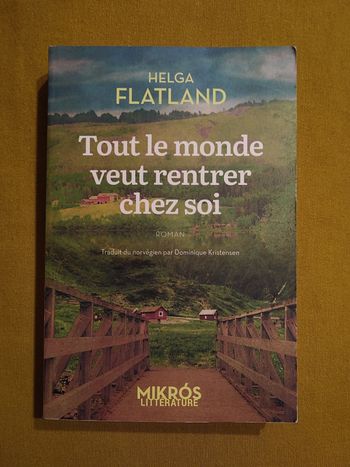 HELGA
FLATLAND
Tout le monde
veut rentrer
chez soi
ROMAN
Traduit du norvégien par Dominique Kristensen
MIKRÓS
LITTÉRATURE